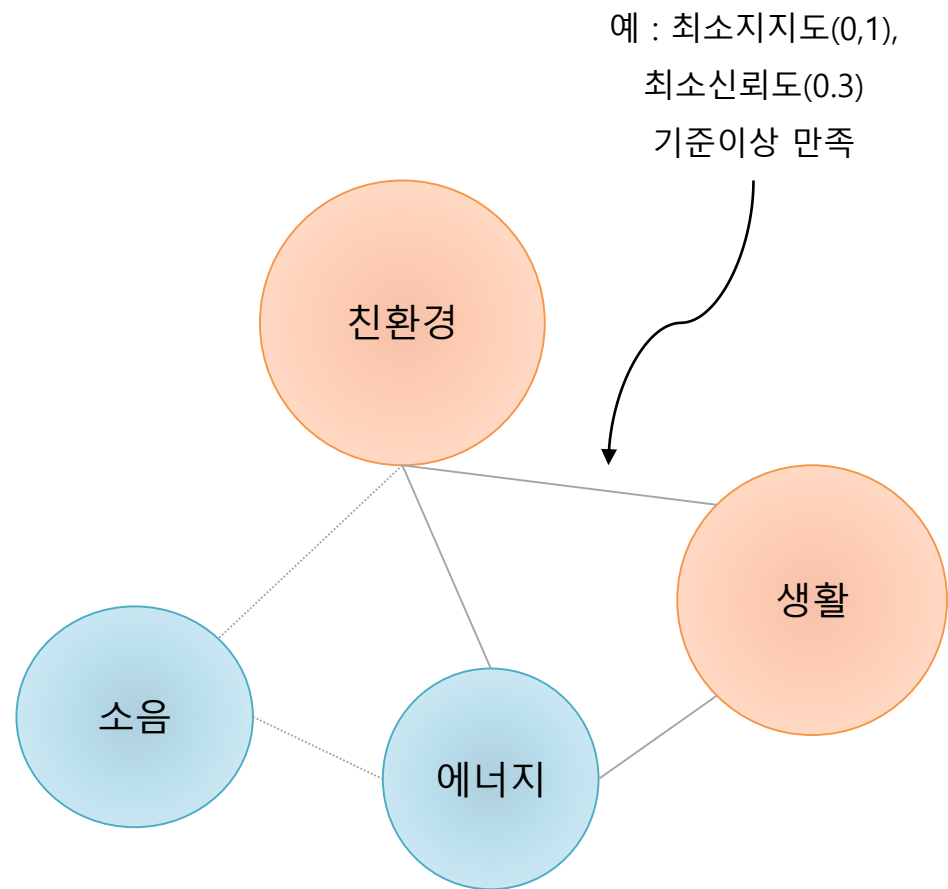 예 : 최소지지도(0,1),
최소신뢰도(0.3)
기준이상 만족
친환경
생활
소음
에너지